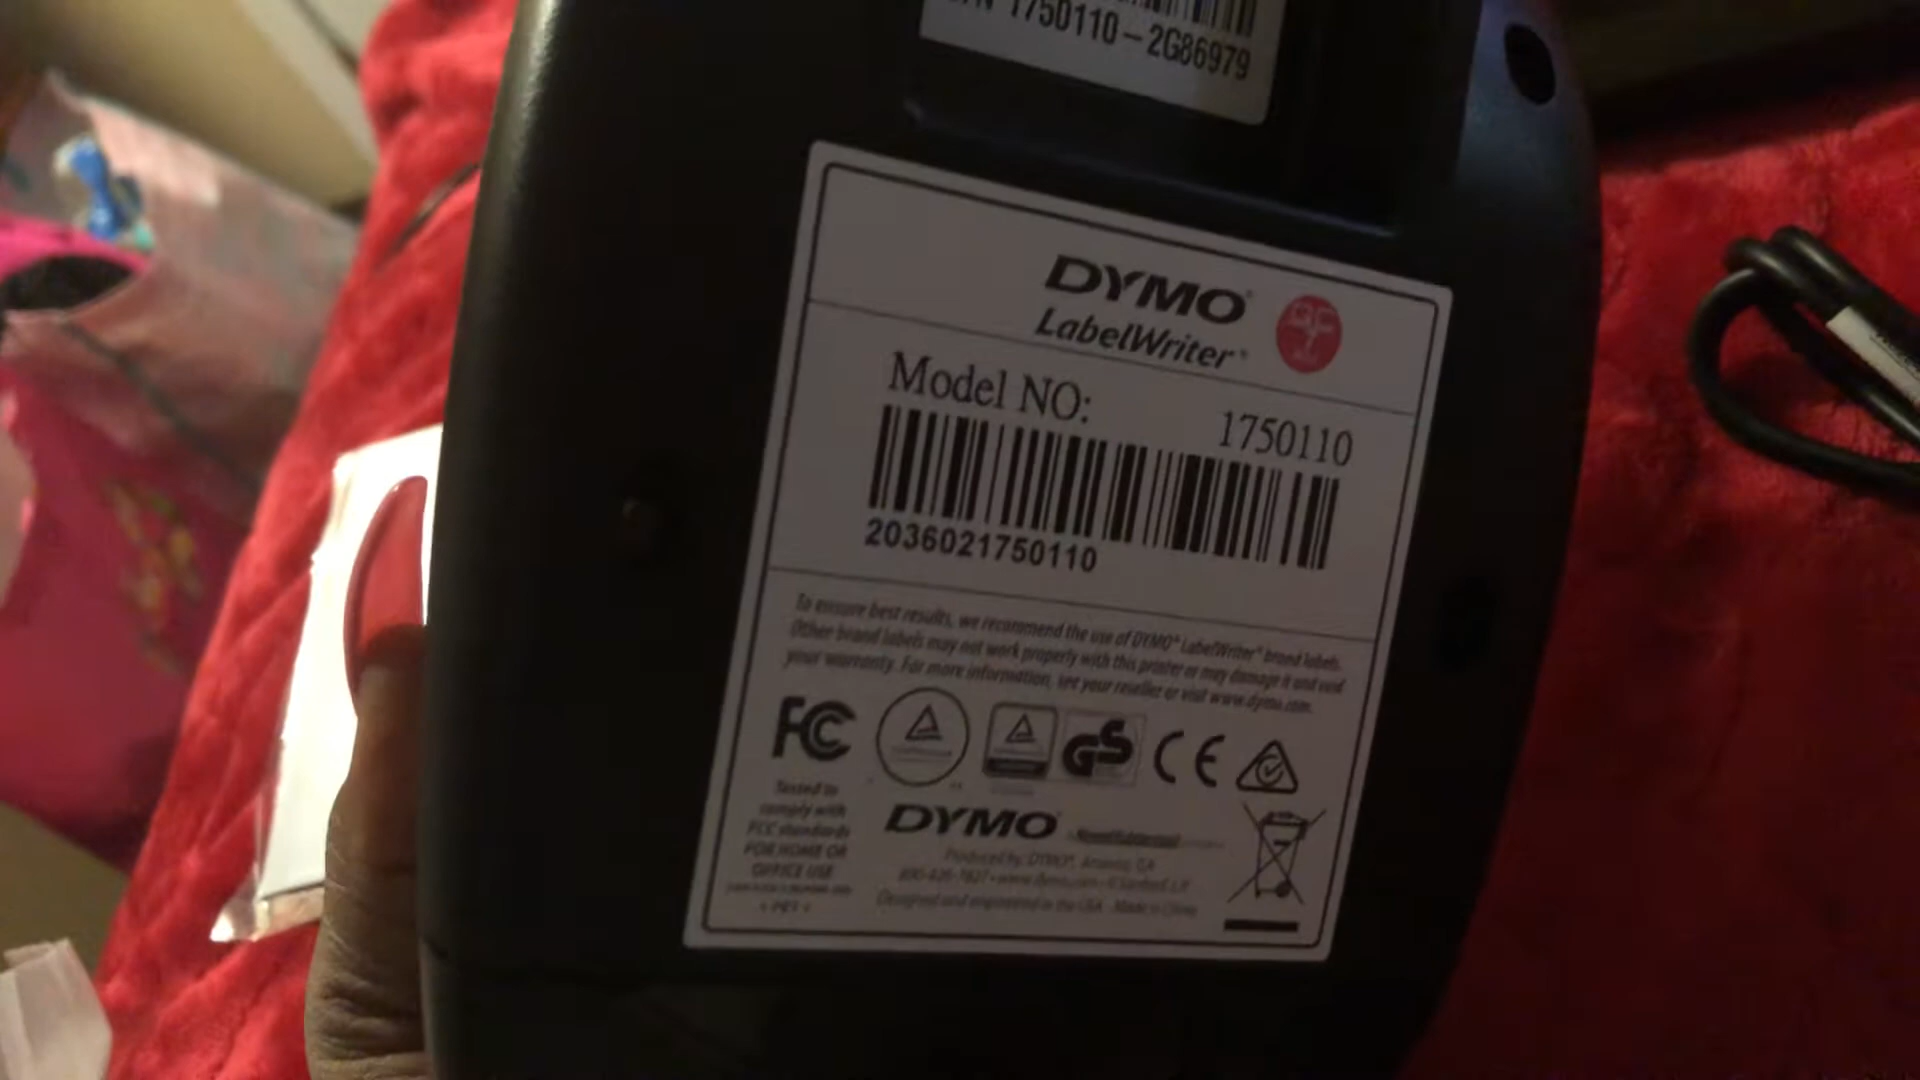 1750110-2G86979
DYMO
LabelWriter
Model NO: 1750110
2036021750110
To ensure best results, we recommend the use of DYMO® LabelWriter® brand labels.
Other brand labels may not work properly with this printer or may damage it and void
your warranty. For more information, see your reseller or visit www.dymo.com.
FC
GS CE
Tested to
comply with
FCC standards
FOR HOME OR
OFFICE USE
DYMO
Produced by: DYMO®, Atlanta, GA
www.dymo.com
Designed and engineered in the USA - Made in China